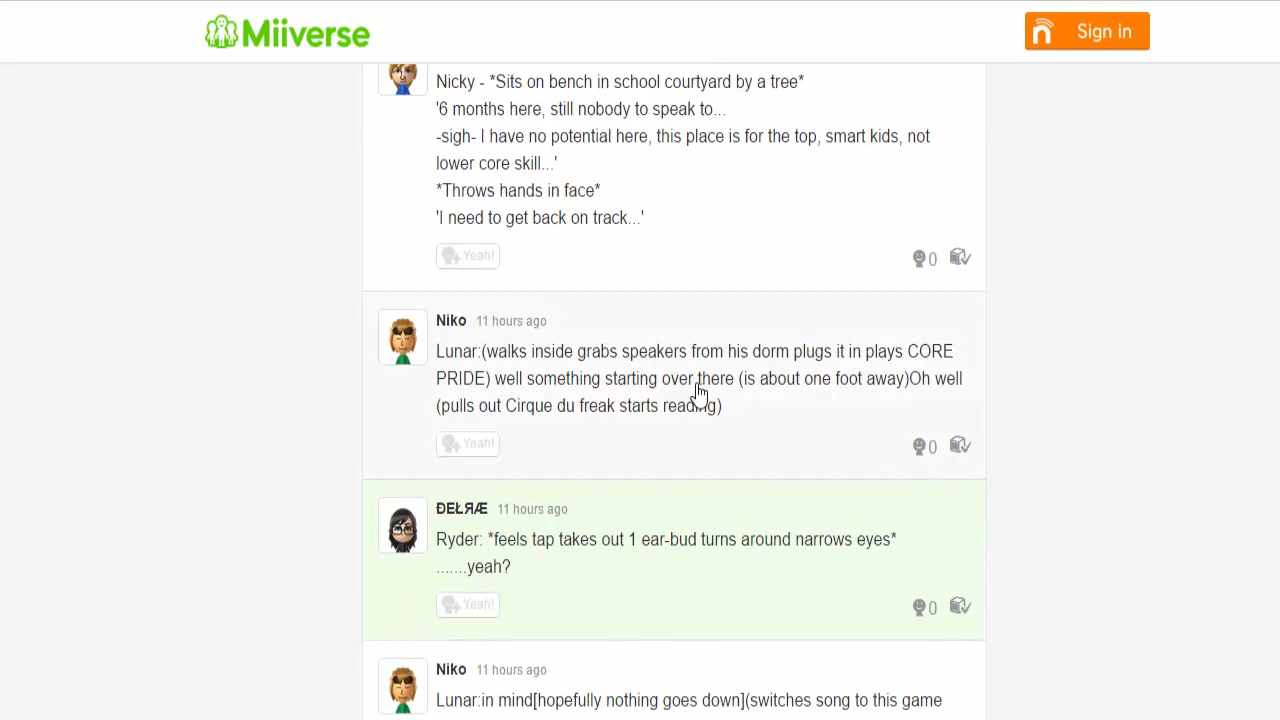 Miiverse
Sign in
Nicky - *Sits on bench in school courtyard by a tree*
'6 months here, still nobody to speak to...
-sigh- I have no potential here, this place is for the top, smart kids, not
lower core skill...'
*Throws hands in face*
'I need to get back on track...'
Yeah!
0
Niko 11 hours ago
Lunar:(walks inside grabs speakers from his dorm plugs it in plays CORE
PRIDE) well something starting over there (is about one foot away)Oh well
(pulls out Cirque du freak starts reading)
Yeah!
0
ÐEŁЯÆ 11 hours ago
Ryder: *feels tap takes out 1 ear-bud turns around narrows eyes*
.......yeah?
Yeah!
0
Niko 11 hours ago
Lunar:in mind[hopefully nothing goes down](switches song to this game